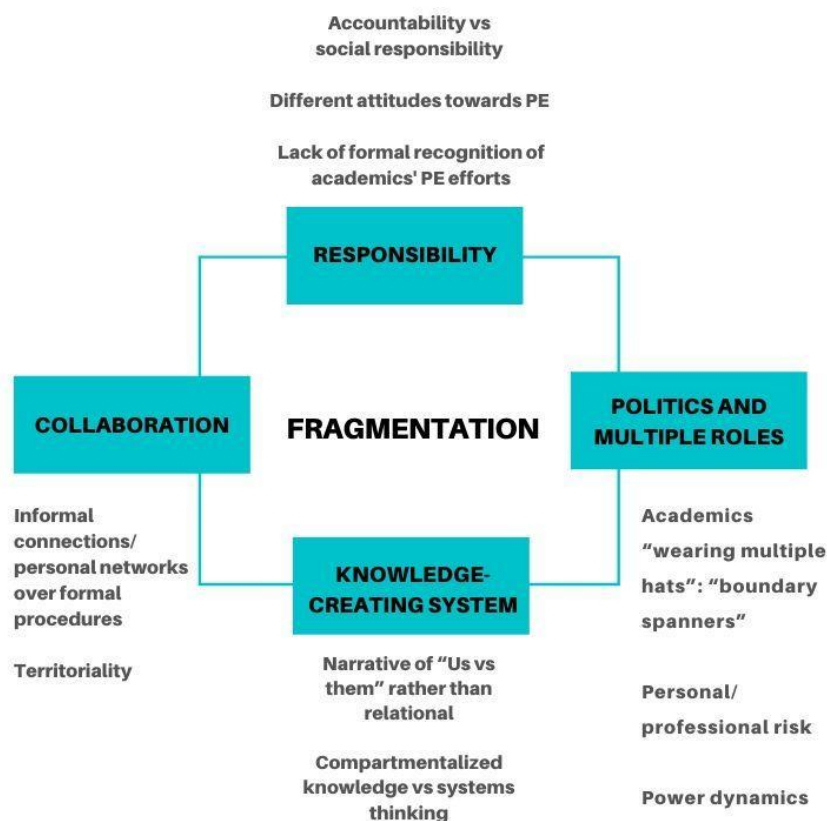 Accountability vs
social responsibility
Different attitudes towards PE
Lack of formal recognition of
academics' PE efforts
RESPONSIBILITY
COLLABORATION
FRAGMENTATION
POLITICS AND
MULTIPLE ROLES
Informal
connections/
personal networks
over formal
procedures
Territoriality
KNOWLEDGE-
CREATING SYSTEM
Narrative of “Us vs
them” rather than
relational
Compartmentalized
knowledge vs systems
thinking
Academics
“wearing multiple
hats”: “boundary
spanners”
Personal/
professional risk
Power dynamics